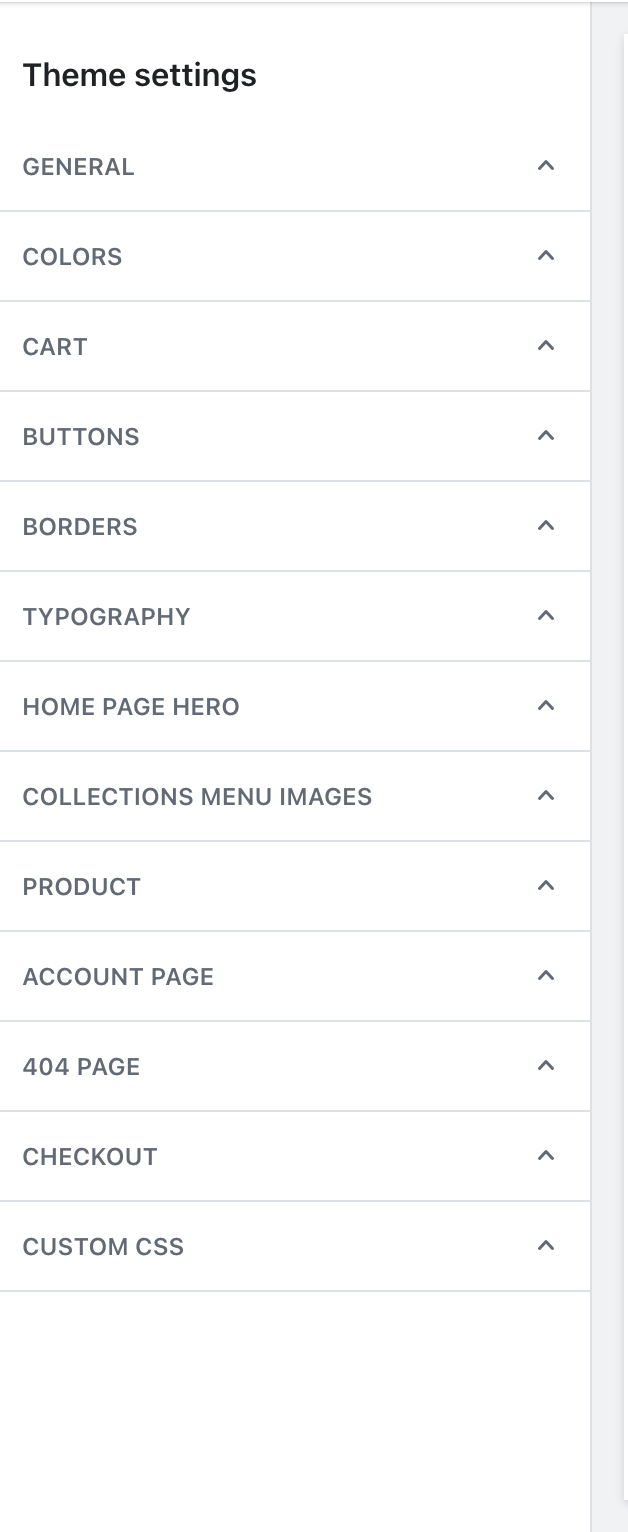 Theme settings
GENERAL
COLORS
CART
BUTTONS
BORDERS
TYPOGRAPHY
HOME PAGE HERO
COLLECTIONS MENU IMAGES
PRODUCT
ACCOUNT PAGE
404 PAGE
CHECKOUT
CUSTOM CSS